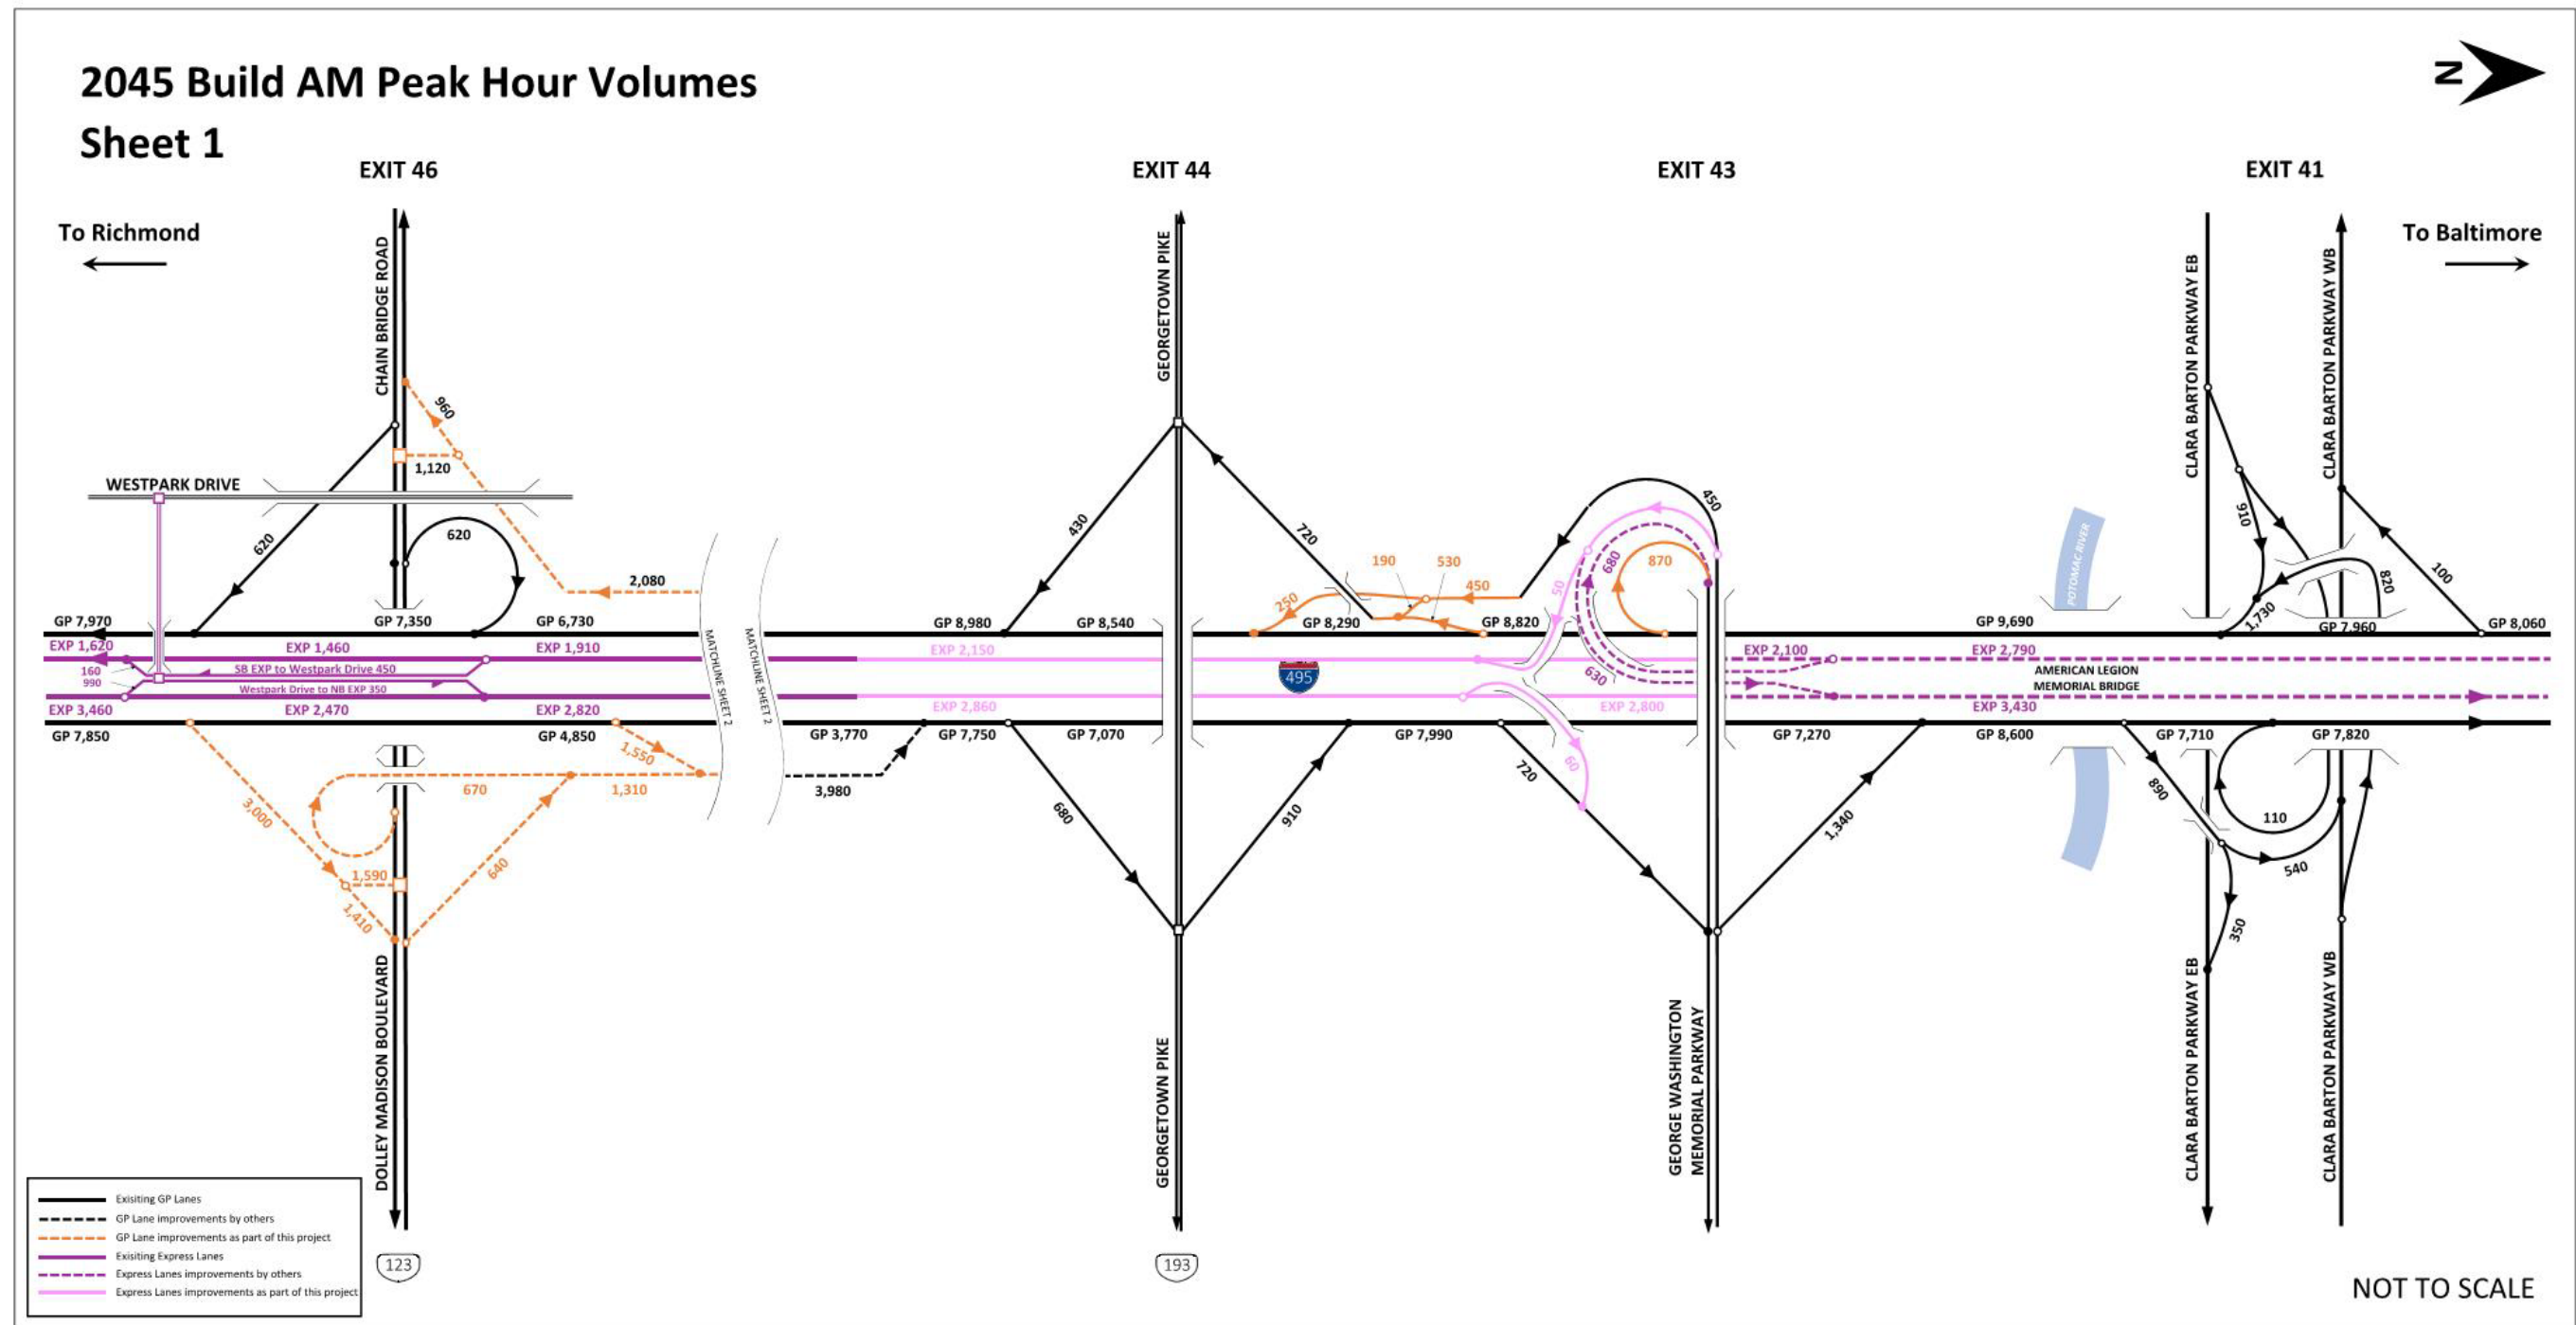 2045 Build AM Peak Hour Volumes
Sheet 1
N
EXIT 46
EXIT 44
EXIT 43
EXIT 41
To Richmond
To Baltimore
CHAIN BRIDGE ROAD
GEORGETOWN PIKE
CLARA BARTON PARKWAY EB
CLARA BARTON PARKWAY WB
960
1,120
WESTPARK DRIVE
620
620
2,080
430
720
190
530
450
250
450
50
680
870
630
POTOMAC RIVER
910
820
100
1,730
GP 7,970
GP 7,350
GP 6,730
GP 8,980
GP 8,540
GP 8,290
GP 8,820
GP 9,690
GP 7,960
GP 8,060
EXP 1,620
EXP 1,460
EXP 1,910
EXP 2,150
EXP 2,100
EXP 2,790
160
990
SB EXP to Westpark Drive 450
Westpark Drive to NB EXP 350
MATCHLINE SHEET 2
MATCHLINE SHEET 2
495
AMERICAN LEGION
MEMORIAL BRIDGE
EXP 3,460
EXP 2,470
EXP 2,820
EXP 2,860
EXP 2,800
EXP 3,430
GP 7,850
GP 4,850
GP 3,770
GP 7,750
GP 7,070
GP 7,990
GP 7,270
GP 8,600
GP 7,710
GP 7,820
1,550
3,000
670
1,310
3,980
640
1,590
1,410
680
910
720
60
1,340
890
110
540
350
DOLLEY MADISON BOULEVARD
GEORGETOWN PIKE
GEORGE WASHINGTON
MEMORIAL PARKWAY
CLARA BARTON PARKWAY EB
CLARA BARTON PARKWAY WB
Exisiting GP Lanes
GP Lane improvements by others
GP Lane improvements as part of this project
Exisiting Express Lanes
Express Lanes improvements by others
Express Lanes improvements as part of this project
123
193
NOT TO SCALE